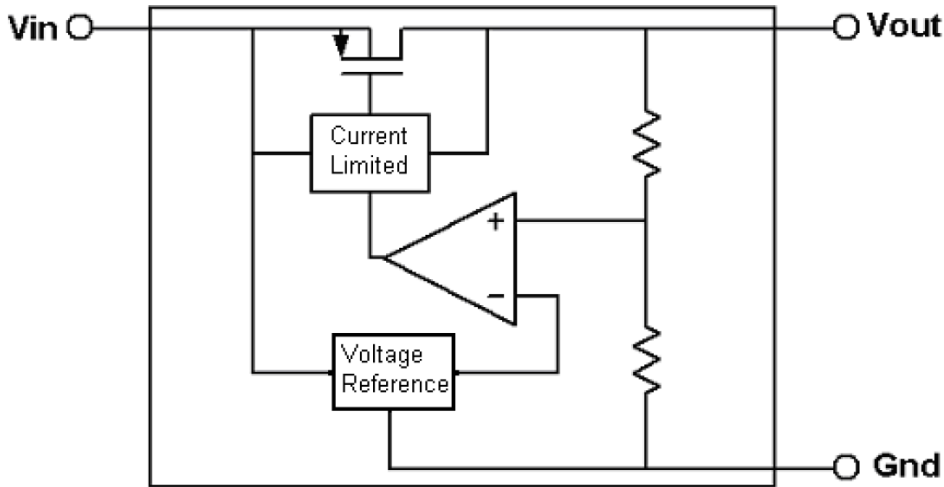 Vin
Vout
Current
Limited
+
−
Voltage
Reference
Gnd